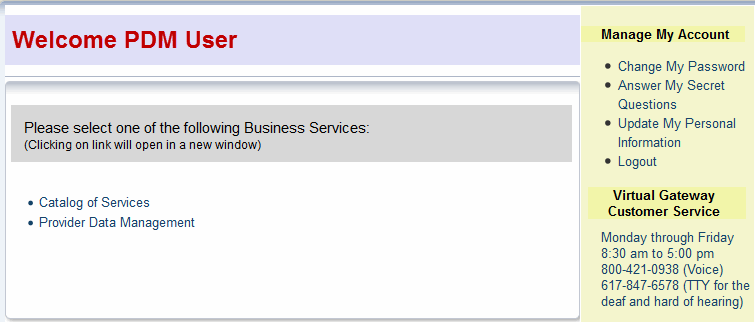 Welcome PDM User
Please select one of the following Business Services:
(Clicking on link will open in a new window)
Catalog of Services
Provider Data Management
Manage My Account
Change My Password
Answer My Secret
Questions
Update My Personal
Information
Logout
Virtual Gateway
Customer Service
Monday through Friday
8:30 am to 5:00 pm
800-421-0938 (Voice)
617-847-6578 (TTY for the
deaf and hard of hearing)